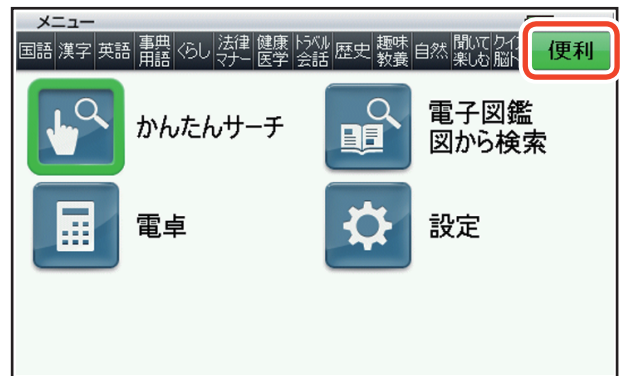 メニュー
国語 漢字 英語 事典用語 くらし 法律マナー 健康医学 トラベル会話 歴史 趣味教養 自然 聞いて楽しむ 便利
かんたんサーチ
電子図鑑
図から検索
電卓
設定